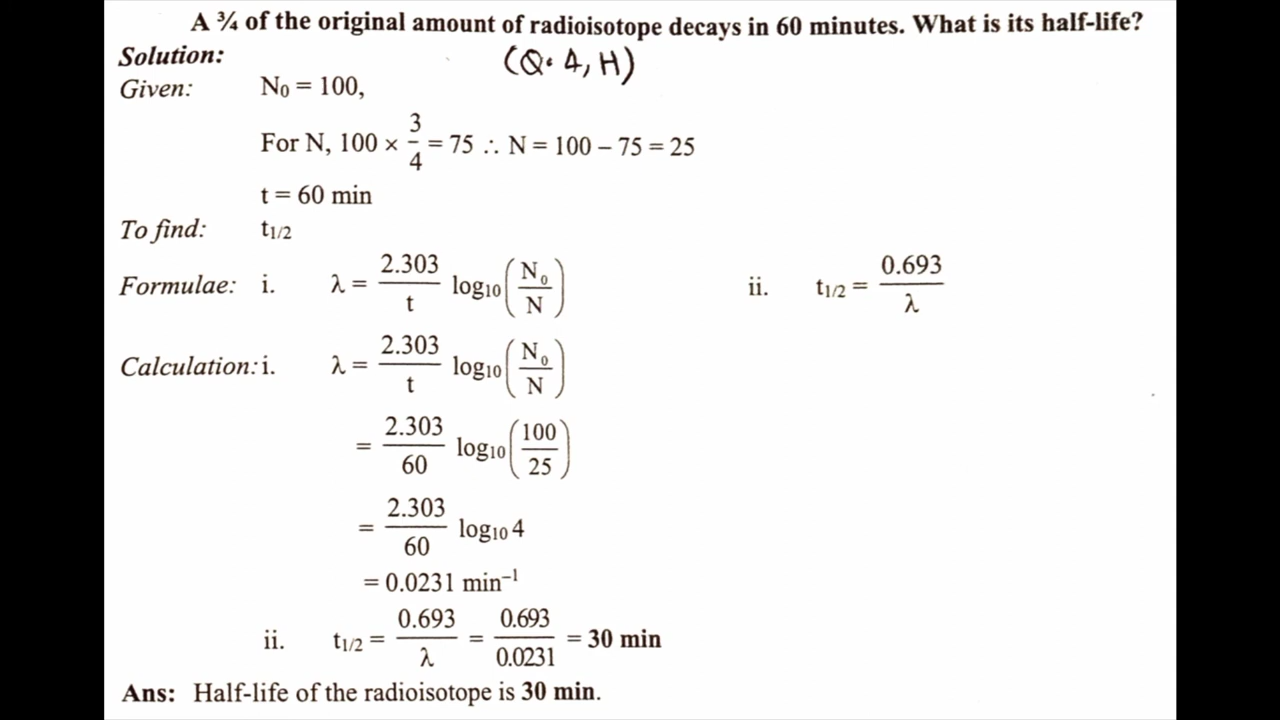 A ¾ of the original amount of radioisotope decays in 60 minutes. What is its half-life?
Solution:
(Q. 4, H)
Given: N₀ = 100,
For N, 100 × 3/4 = 75 ∴ N = 100 – 75 = 25
t = 60 min
To find: t1/2
Formulae: i. λ = 2.303/t log10(N₀/N) ii. t1/2 = 0.693/λ
Calculation: i. λ = 2.303/t log10(N₀/N)
= 2.303/60 log10(100/25)
= 2.303/60 log10 4
= 0.0231 min⁻¹
ii. t1/2 = 0.693/λ = 0.693/0.0231 = 30 min
Ans: Half-life of the radioisotope is 30 min.